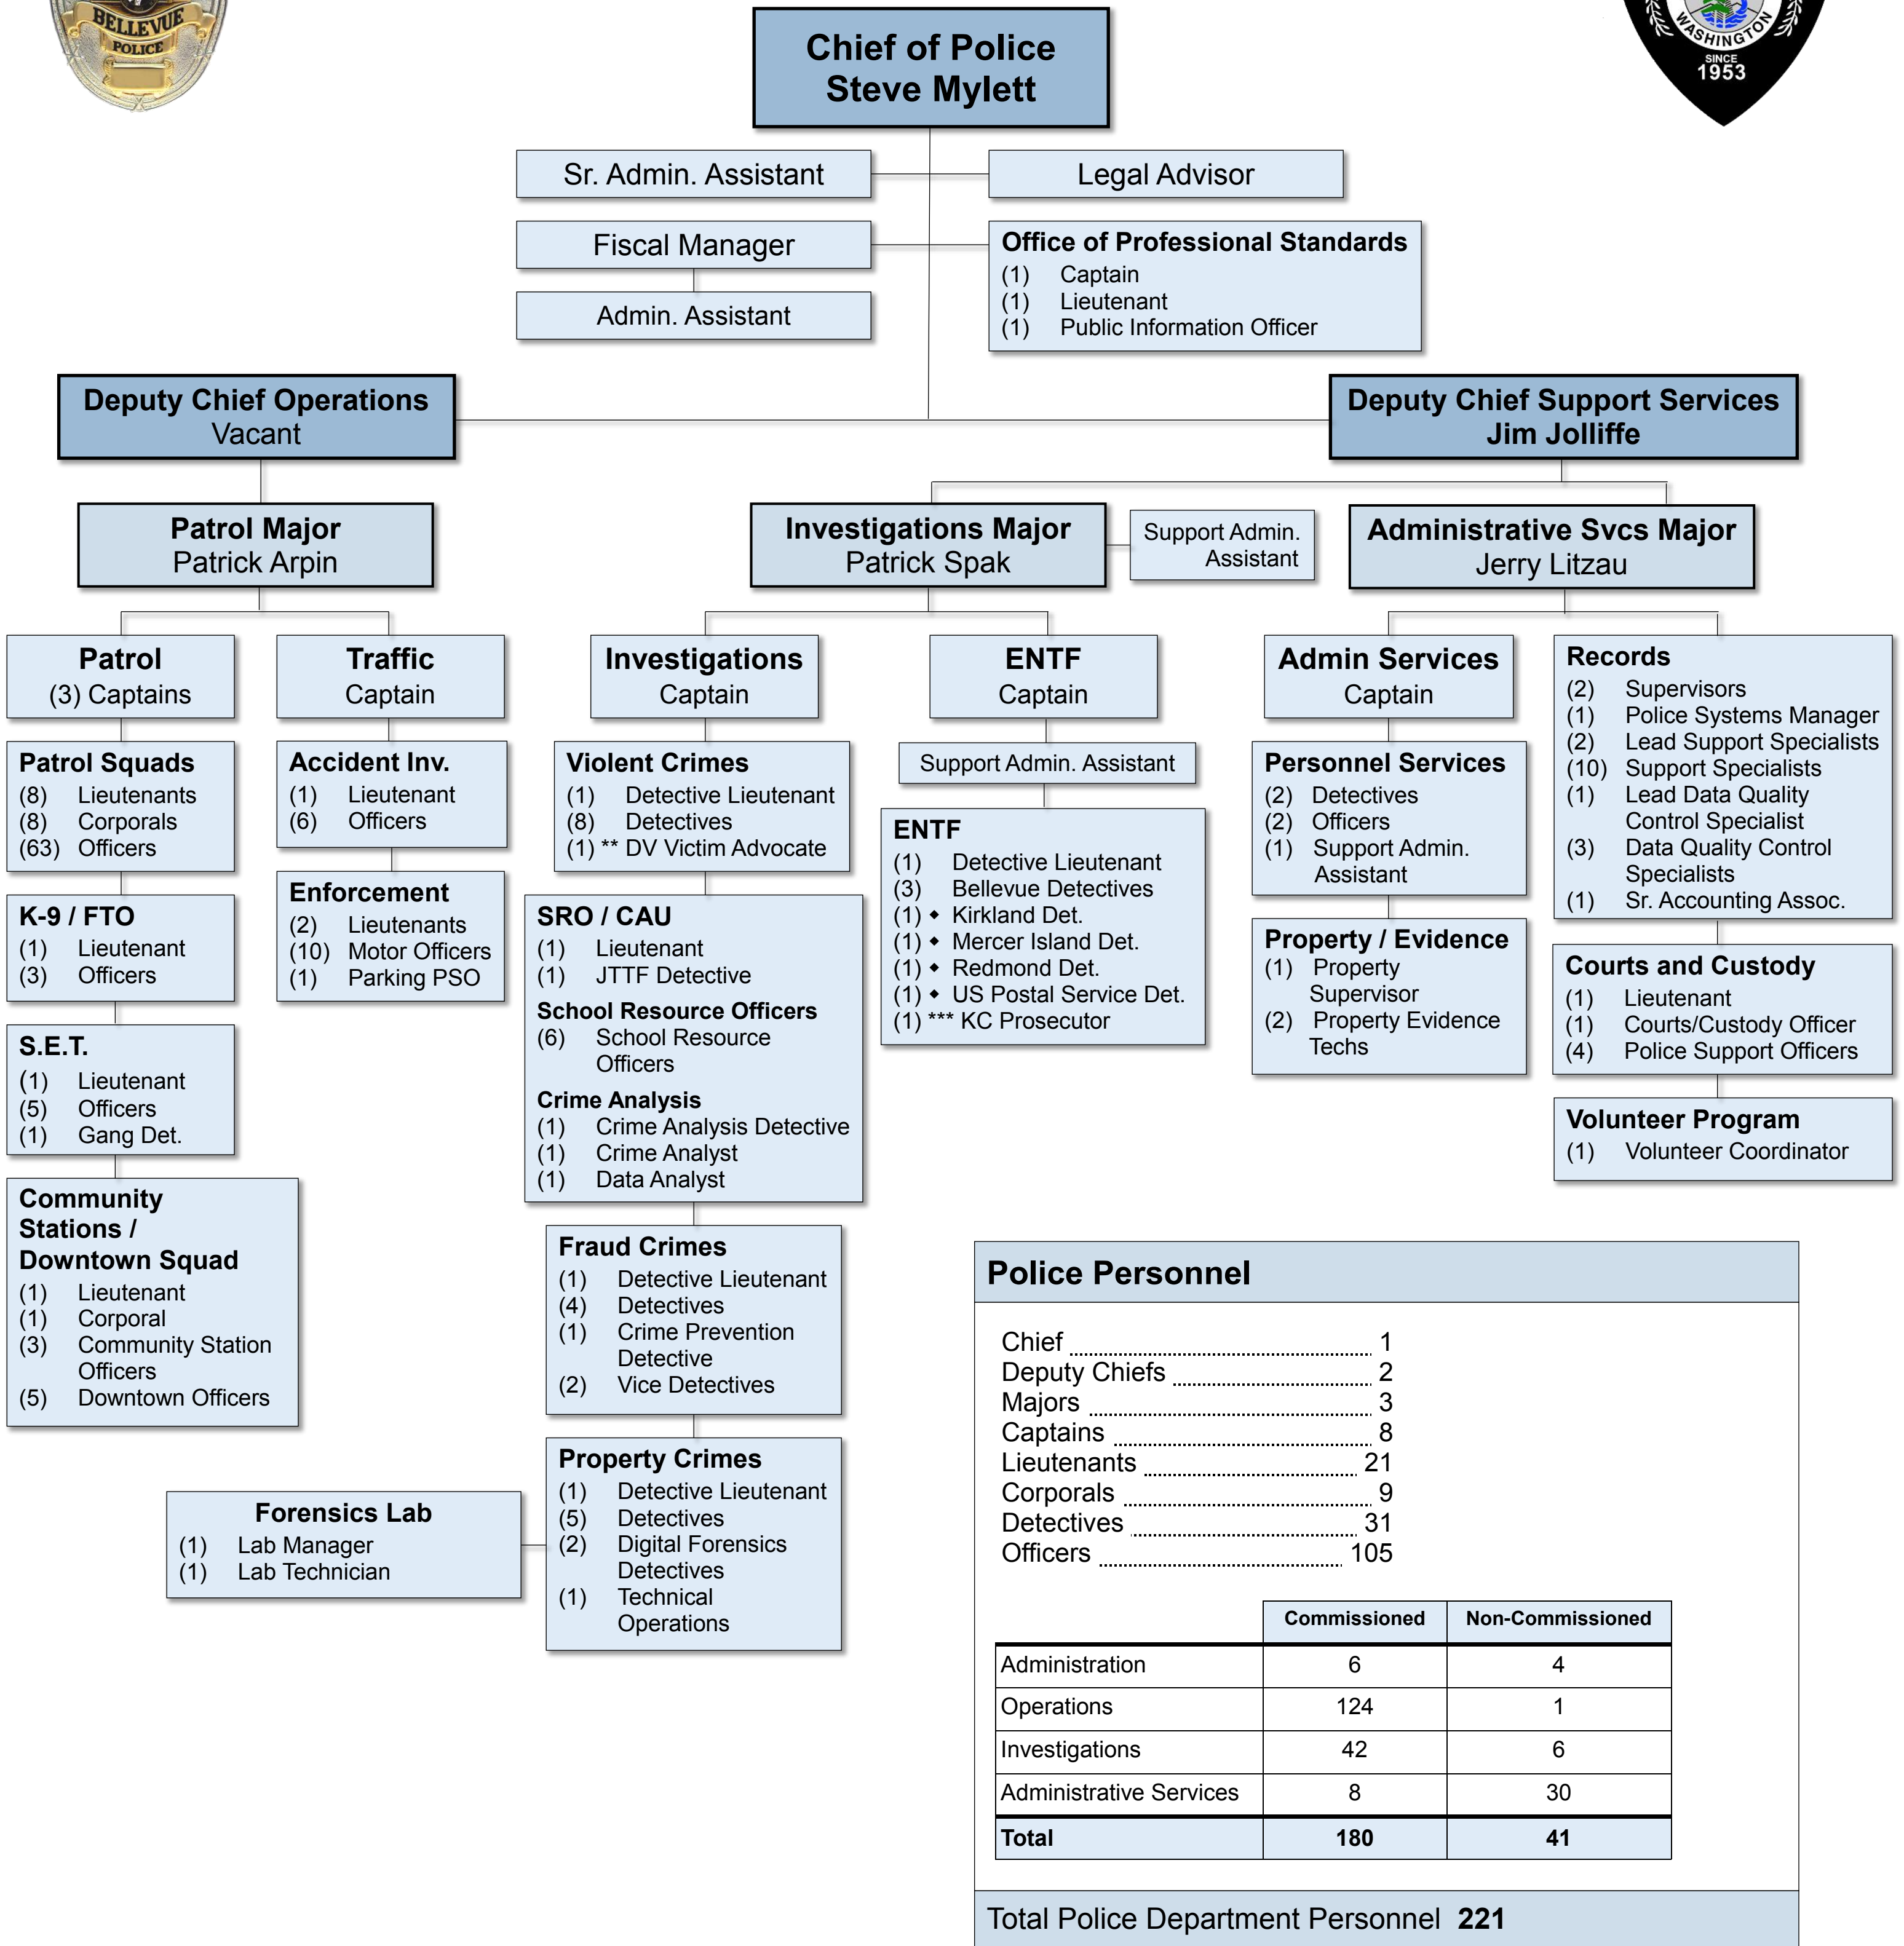 BELLEVUE
POLICE
WASHINGTON
SINCE
1953
Chief of Police
Steve Mylett
Sr. Admin. Assistant
Legal Advisor
Fiscal Manager
Admin. Assistant
Office of Professional Standards
(1) Captain
(1) Lieutenant
(1) Public Information Officer
Deputy Chief Operations
Vacant
Deputy Chief Support Services
Jim Jolliffe
Patrol Major
Patrick Arpin
Investigations Major
Patrick Spak
Support Admin.
Assistant
Administrative Svcs Major
Jerry Litzau
Patrol
(3) Captains
Patrol Squads
(8) Lieutenants
(8) Corporals
(63) Officers
K-9 / FTO
(1) Lieutenant
(3) Officers
S.E.T.
(1) Lieutenant
(5) Officers
(1) Gang Det.
Community
Stations /
Downtown Squad
(1) Lieutenant
(1) Corporal
(3) Community Station
Officers
(5) Downtown Officers
Traffic
Captain
Accident Inv.
(1) Lieutenant
(6) Officers
Enforcement
(2) Lieutenants
(10) Motor Officers
(1) Parking PSO
Investigations
Captain
Violent Crimes
(1) Detective Lieutenant
(8) Detectives
(1) ** DV Victim Advocate
SRO / CAU
(1) Lieutenant
(1) JTTF Detective
School Resource Officers
(6) School Resource
Officers
Crime Analysis
(1) Crime Analysis Detective
(1) Crime Analyst
(1) Data Analyst
Fraud Crimes
(1) Detective Lieutenant
(4) Detectives
(1) Crime Prevention
Detective
(2) Vice Detectives
Property Crimes
(1) Detective Lieutenant
(5) Detectives
(2) Digital Forensics
Detectives
(1) Technical
Operations
Forensics Lab
(1) Lab Manager
(1) Lab Technician
ENTF
Captain
Support Admin. Assistant
ENTF
(1) Detective Lieutenant
(3) Bellevue Detectives
(1) ◆ Kirkland Det.
(1) ◆ Mercer Island Det.
(1) ◆ Redmond Det.
(1) ◆ US Postal Service Det.
(1) *** KC Prosecutor
Admin Services
Captain
Personnel Services
(2) Detectives
(2) Officers
(1) Support Admin.
Assistant
Property / Evidence
(1) Property
Supervisor
(2) Property Evidence
Techs
Records
(2) Supervisors
(1) Police Systems Manager
(2) Lead Support Specialists
(10) Support Specialists
(1) Lead Data Quality
Control Specialist
(3) Data Quality Control
Specialists
(1) Sr. Accounting Assoc.
Courts and Custody
(1) Lieutenant
(1) Courts/Custody Officer
(4) Police Support Officers
Volunteer Program
(1) Volunteer Coordinator
Police Personnel
Chief 1
Deputy Chiefs 2
Majors 3
Captains 8
Lieutenants 21
Corporals 9
Detectives 31
Officers 105
Commissioned Non-Commissioned
Administration 6 4
Operations 124 1
Investigations 42 6
Administrative Services 8 30
Total 180 41
Total Police Department Personnel 221